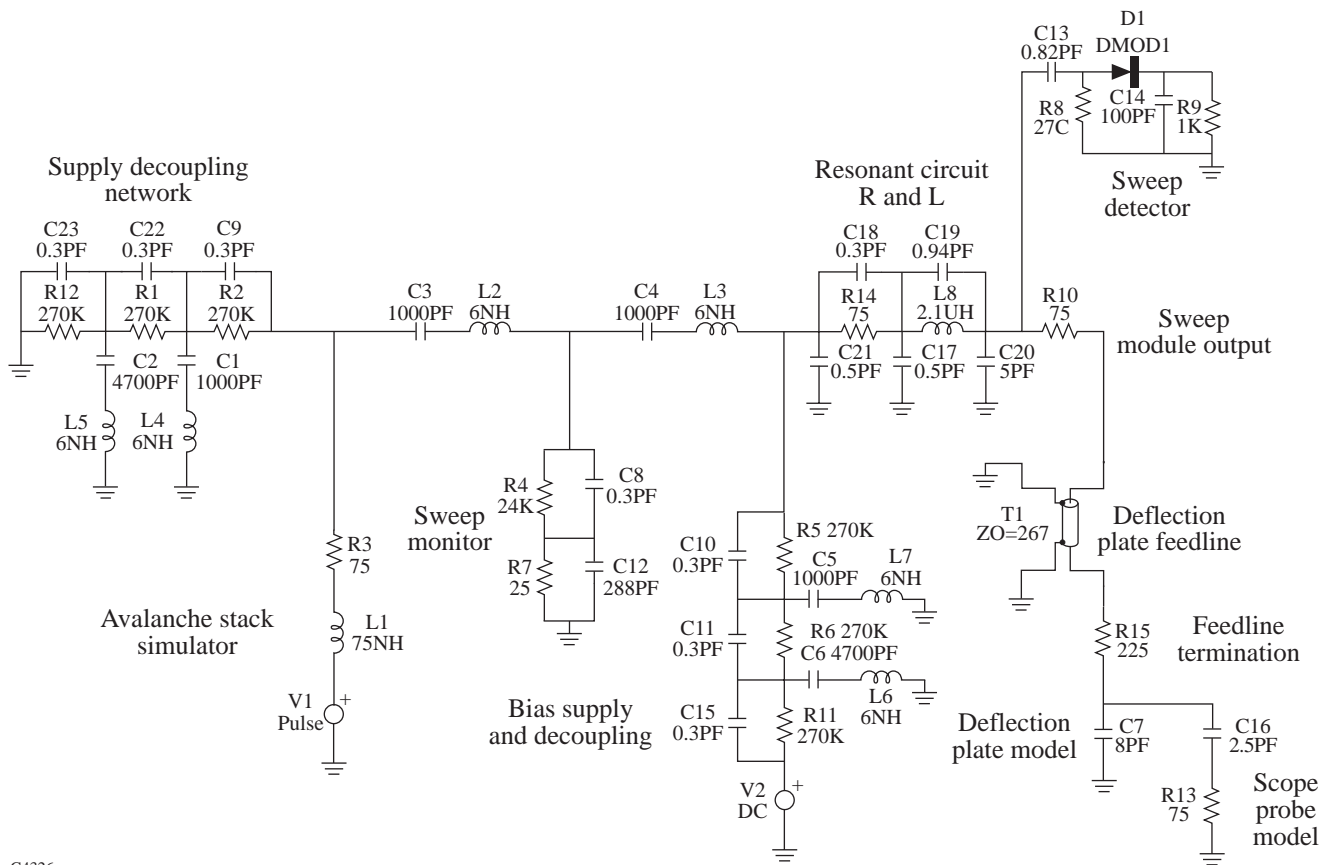 D1
DMOD1
C13
0.82PF
R8
27C
C14
100PF
R9
1K
Sweep
detector
Supply decoupling
network
C23
0.3PF
C22
0.3PF
C9
0.3PF
R12
270K
R1
270K
R2
270K
C2
4700PF
C1
1000PF
L5
6NH
L4
6NH
C3
1000PF
L2
6NH
C4
1000PF
L3
6NH
Resonant circuit
R and L
C18
0.3PF
C19
0.94PF
R14
75
L8
2.1UH
C21
0.5PF
C17
0.5PF
C20
5PF
R10
75
Sweep
module output
R3
75
L1
75NH
Avalanche stack
simulator
V1
Pulse
+
Sweep
monitor
R4
24K
C8
0.3PF
R7
25
C12
288PF
C10
0.3PF
R5 270K
C5
1000PF
L7
6NH
C11
0.3PF
R6 270K
C6 4700PF
L6
6NH
C15
0.3PF
R11
270K
Bias supply
and decoupling
V2
DC
+
T1
ZO=267
Deflection
plate feedline
R15
225
Feedline
termination
Deflection
plate model
C7
8PF
C16
2.5PF
R13
75
Scope
probe
model